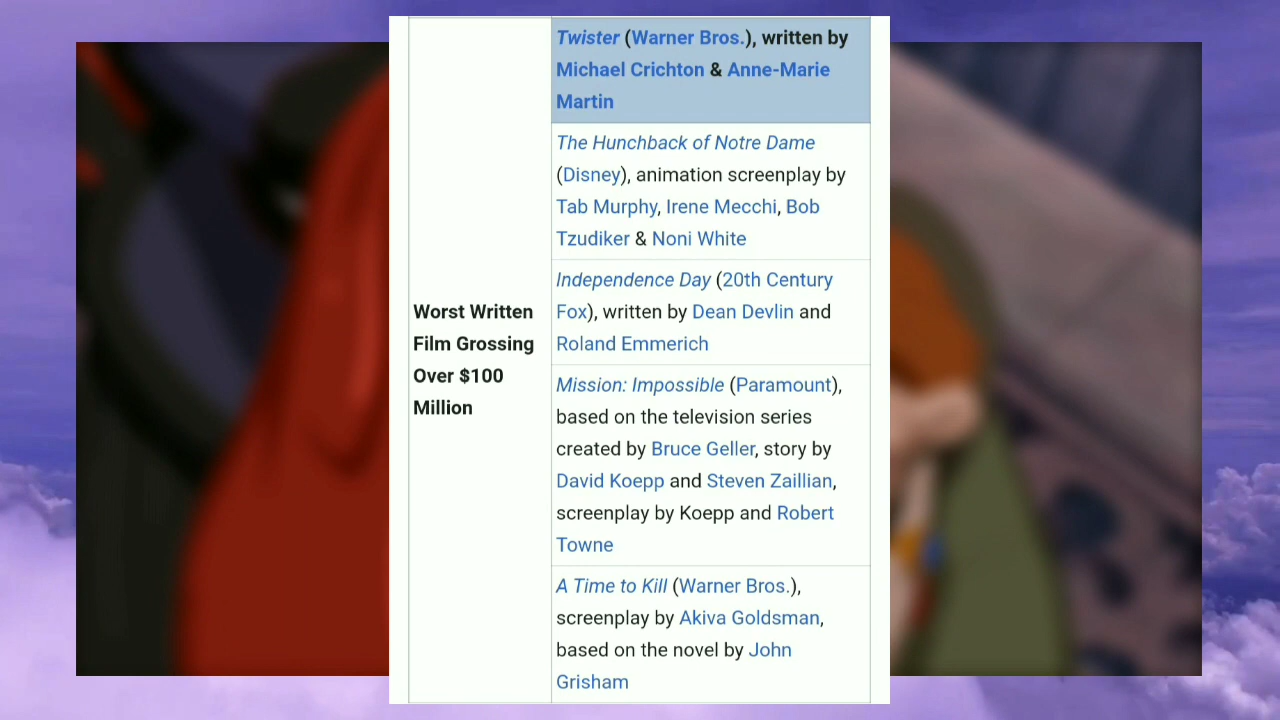 Twister (Warner Bros.), written by
Michael Crichton & Anne-Marie
Martin
The Hunchback of Notre Dame
(Disney), animation screenplay by
Tab Murphy, Irene Mecchi, Bob
Tzudiker & Noni White
Independence Day (20th Century
Fox), written by Dean Devlin and
Roland Emmerich
Worst Written
Film Grossing
Over $100
Million
Mission: Impossible (Paramount),
based on the television series
created by Bruce Geller, story by
David Koepp and Steven Zaillian,
screenplay by Koepp and Robert
Towne
A Time to Kill (Warner Bros.),
screenplay by Akiva Goldsman,
based on the novel by John
Grisham